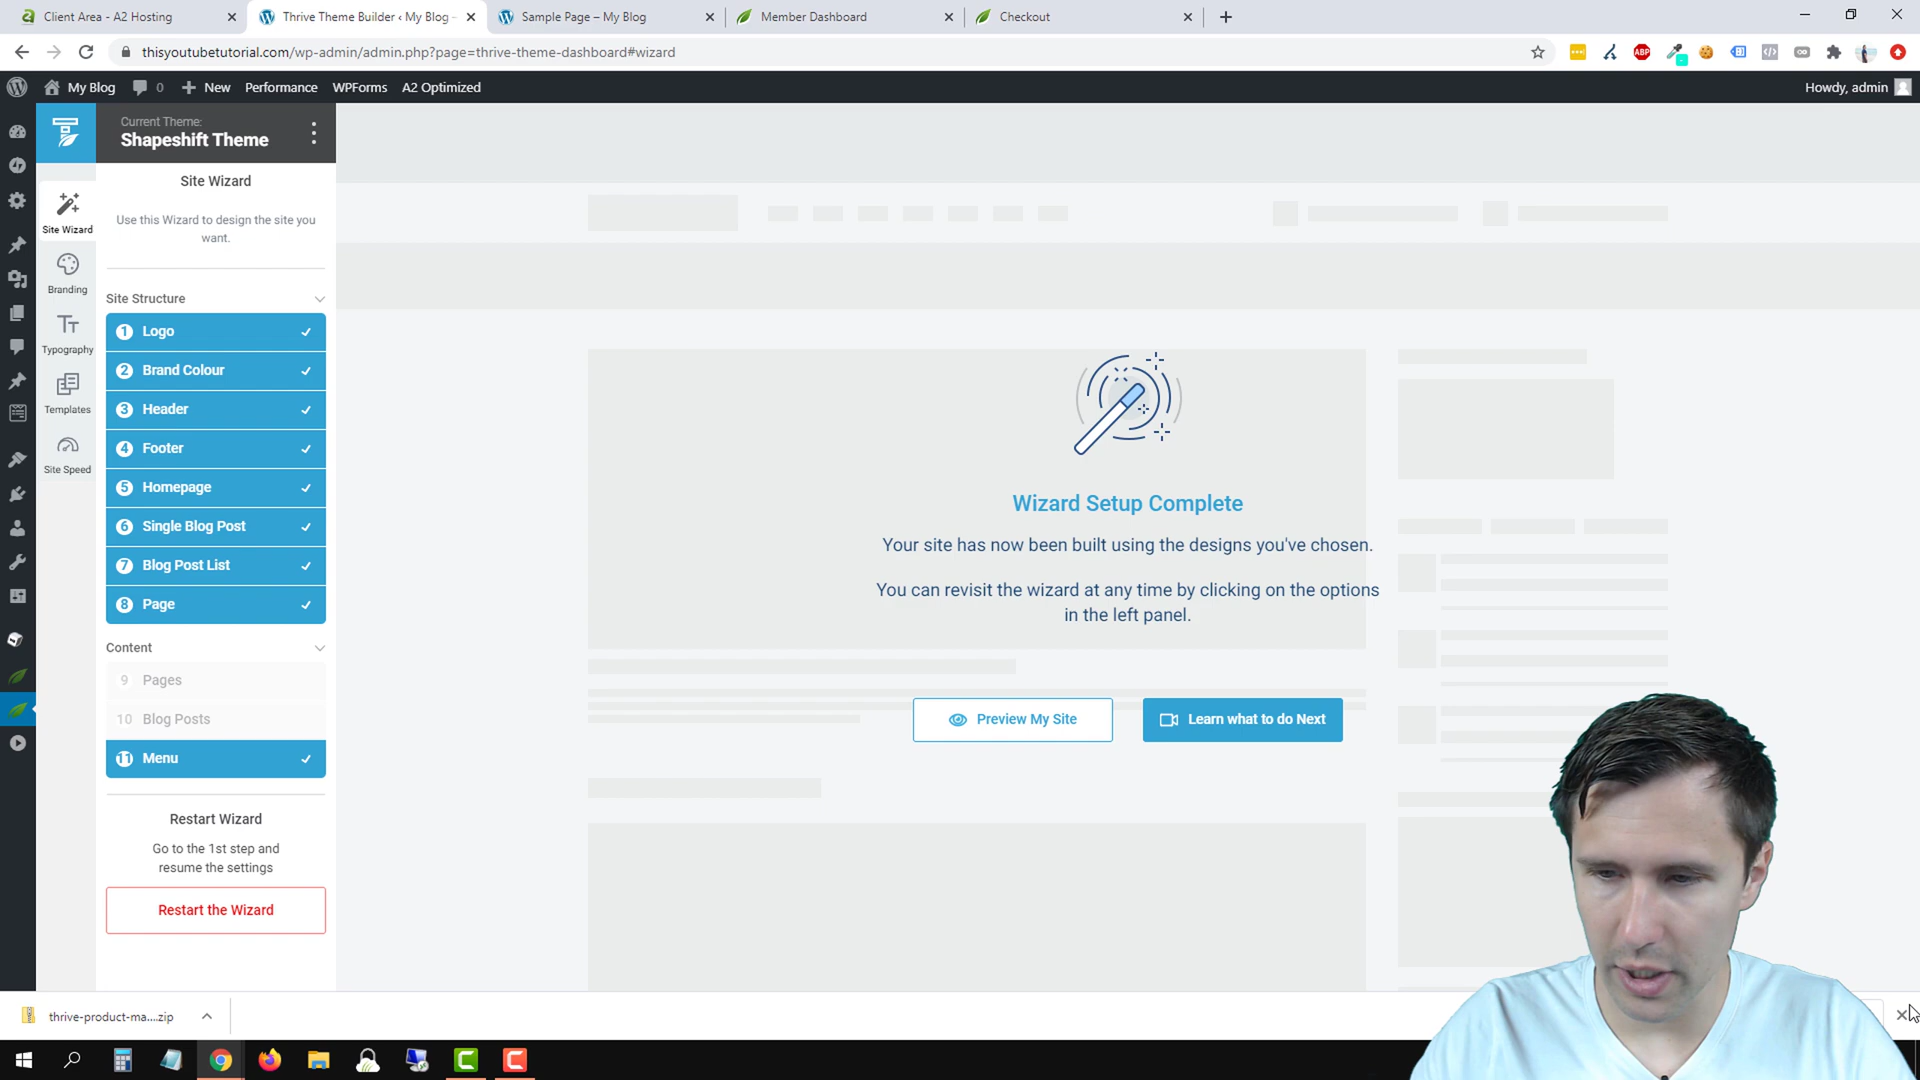 Client Area - A2 Hosting
Thrive Theme Builder ‹ My Blog -
Sample Page – My Blog
Member Dashboard
Checkout
thisyoutubetutorial.com/wp-admin/admin.php?page=thrive-theme-dashboard#wizard
ABP
My Blog 0 New Performance WPForms A2 Optimized Howdy, admin
Current Theme:
Shapeshift Theme
Site Wizard
Use this Wizard to design the site you
want.
Site Wizard
Branding
Typography
Templates
Site Speed
Site Structure
1 Logo
2 Brand Colour
3 Header
4 Footer
5 Homepage
6 Single Blog Post
7 Blog Post List
8 Page
Content
9 Pages
10 Blog Posts
11 Menu
Restart Wizard
Go to the 1st step and
resume the settings
Restart the Wizard
Wizard Setup Complete
Your site has now been built using the designs you've chosen.
You can revisit the wizard at any time by clicking on the options
in the left panel.
Preview My Site
Learn what to do Next
thrive-product-ma....zip